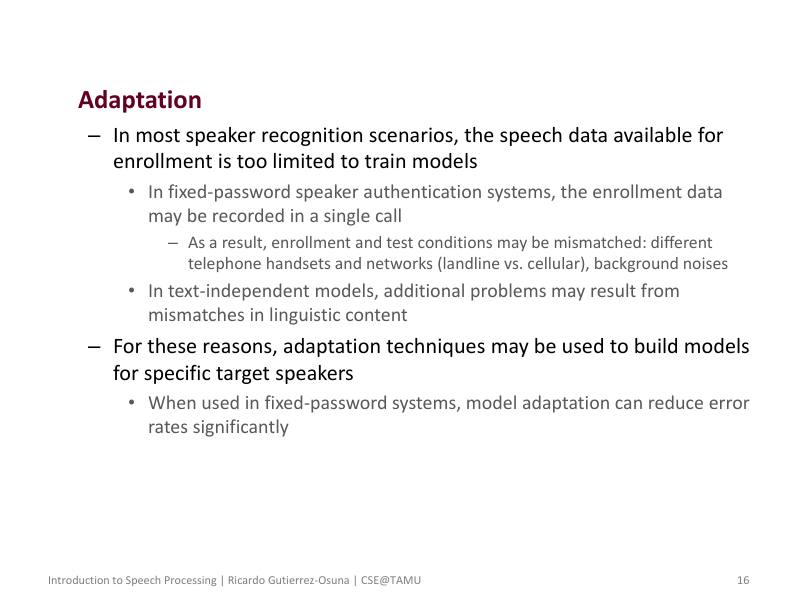 Adaptation
– In most speaker recognition scenarios, the speech data available for
enrollment is too limited to train models
• In fixed-password speaker authentication systems, the enrollment data
may be recorded in a single call
– As a result, enrollment and test conditions may be mismatched: different
telephone handsets and networks (landline vs. cellular), background noises
• In text-independent models, additional problems may result from
mismatches in linguistic content
– For these reasons, adaptation techniques may be used to build models
for specific target speakers
• When used in fixed-password systems, model adaptation can reduce error
rates significantly
Introduction to Speech Processing | Ricardo Gutierrez-Osuna | CSE@TAMU 16